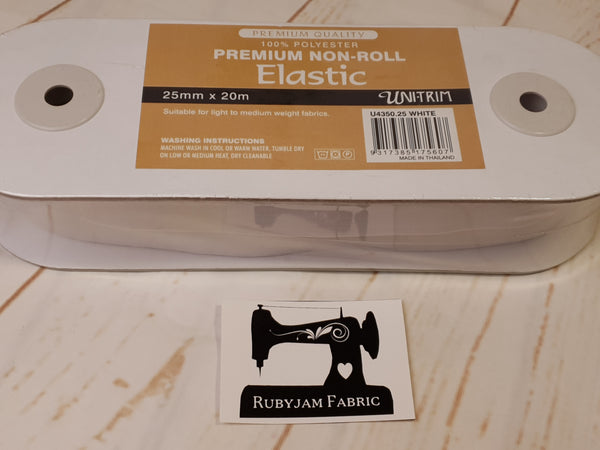 PREMIUM QUALITY
100% POLYESTER
PREMIUM NON-ROLL
Elastic
25mm x 20m
UNI-TRIM
Suitable for light to medium weight fabrics.
U4350.25 WHITE
WASHING INSTRUCTIONS
MACHINE WASH IN COOL OR WARM WATER, TUMBLE DRY
ON LOW OR MEDIUM HEAT, DRY CLEANABLE
9317385175607
MADE IN THAILAND
RUBYJAM FABRIC